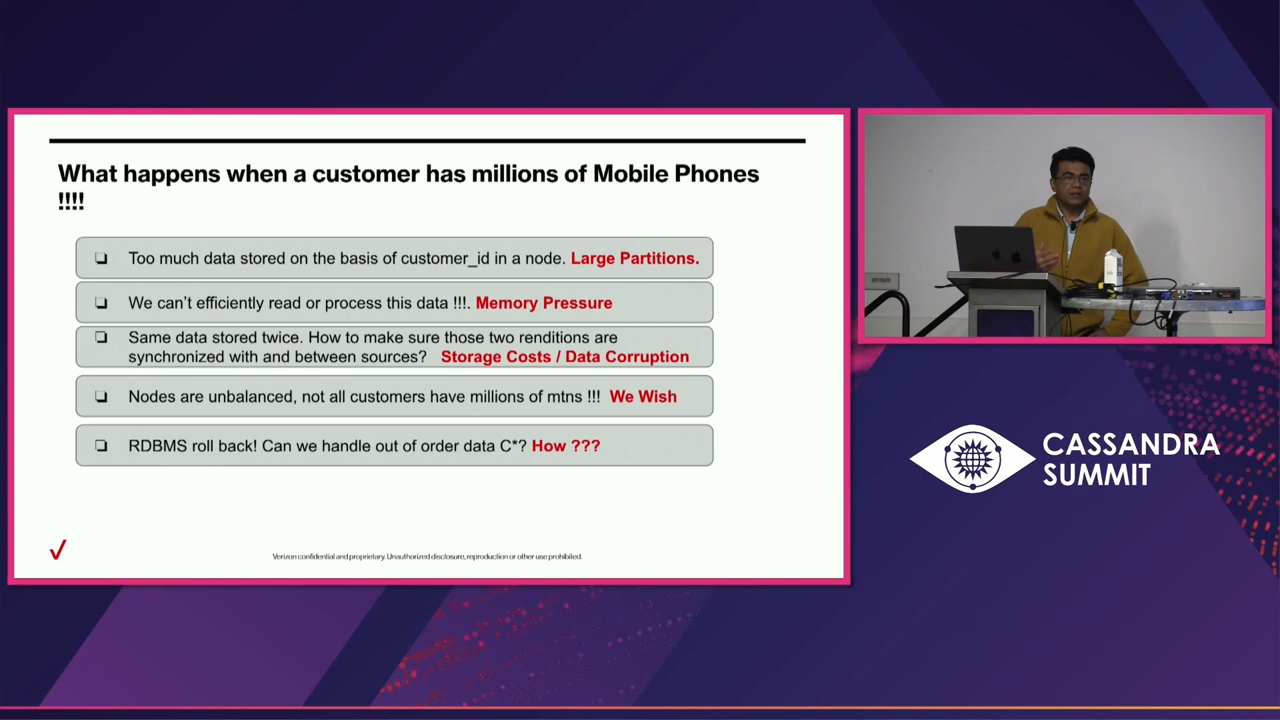 What happens when a customer has millions of Mobile Phones
!!!!
❏ Too much data stored on the basis of customer_id in a node. Large Partitions.
❏ We can’t efficiently read or process this data !!!. Memory Pressure
❏ Same data stored twice. How to make sure those two renditions are
synchronized with and between sources? Storage Costs / Data Corruption
❏ Nodes are unbalanced, not all customers have millions of mtns !!! We Wish
❏ RDBMS roll back! Can we handle out of order data C*? How ???
Verizon confidential and proprietary. Unauthorized disclosure, reproduction or other use prohibited.
CASSANDRA
SUMMIT